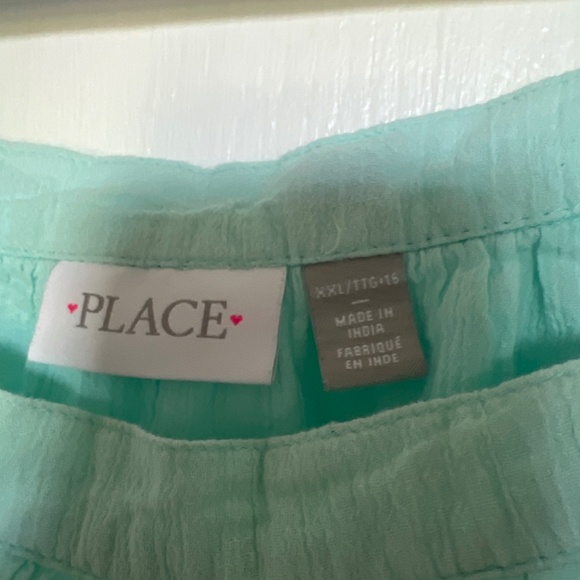 ♥PLACE♥
XXL/TTG•16
MADE IN
INDIA
FABRIQUÉ
EN INDE